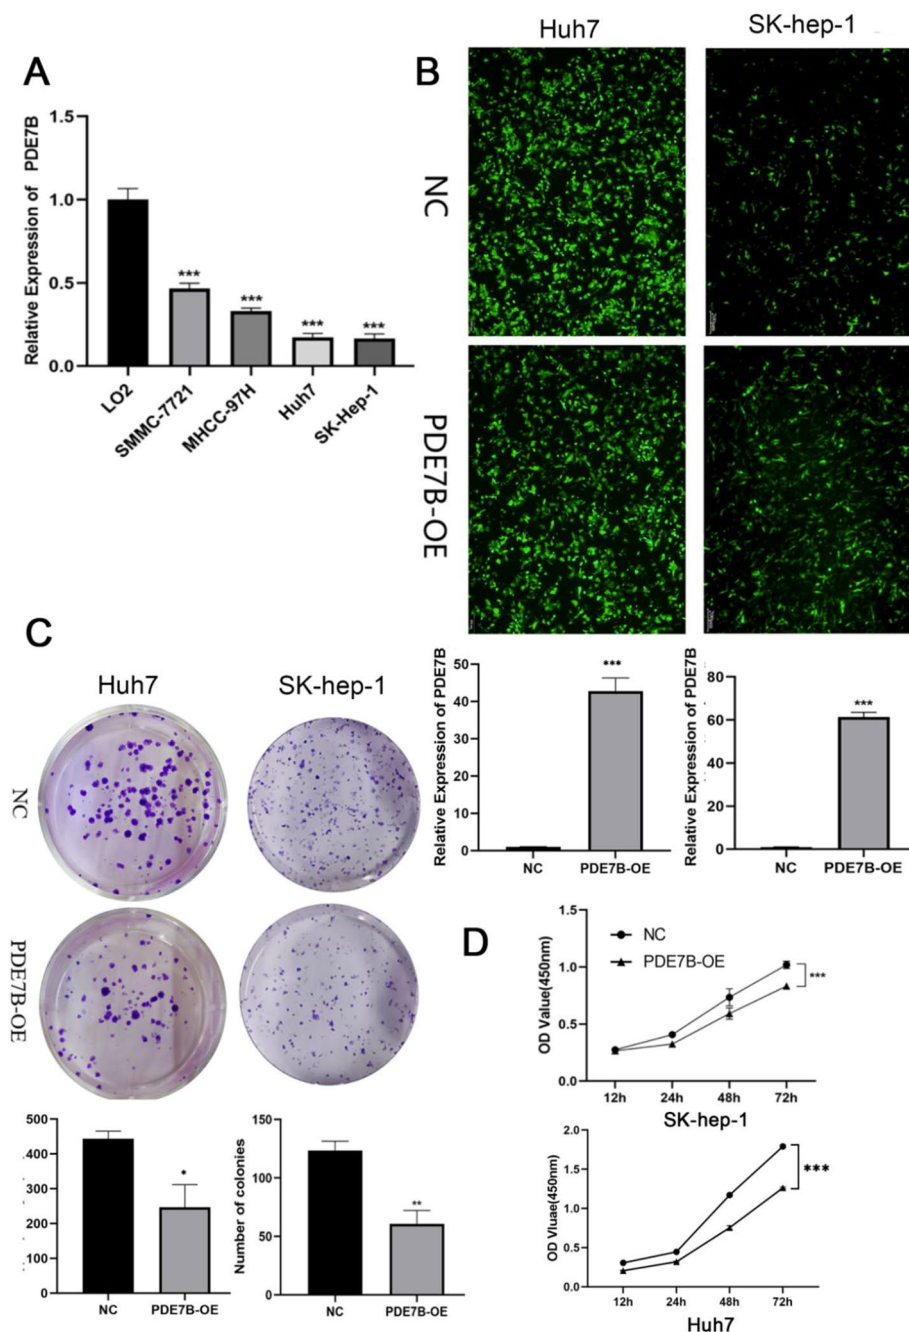 Huh7
SK-hep-1
A
B
Relative Expression of PDE7B
1.5
1.0
0.5
0.0
***
***
***
***
LO2
SMMC-7721
MHCC-97H
Huh7
SK-Hep-1
NC
PDE7B-OE
C
Huh7
SK-hep-1
NC
PDE7B-OE
Relative Expression of PDE7B
50
40
30
20
10
0
***
NC
PDE7B-OE
Relative Expression of PDE7B
80
60
40
20
0
***
NC
PDE7B-OE
500
400
300
200
100
0
*
NC
PDE7B-OE
Number of colonies
150
100
50
0
**
NC
PDE7B-OE
D
OD Value(450nm)
1.5
1.0
0.5
0.0
NC
PDE7B-OE
***
12h
24h
48h
72h
SK-hep-1
OD Vluae(450nm)
2.0
1.5
1.0
0.5
0.0
***
12h
24h
48h
72h
Huh7